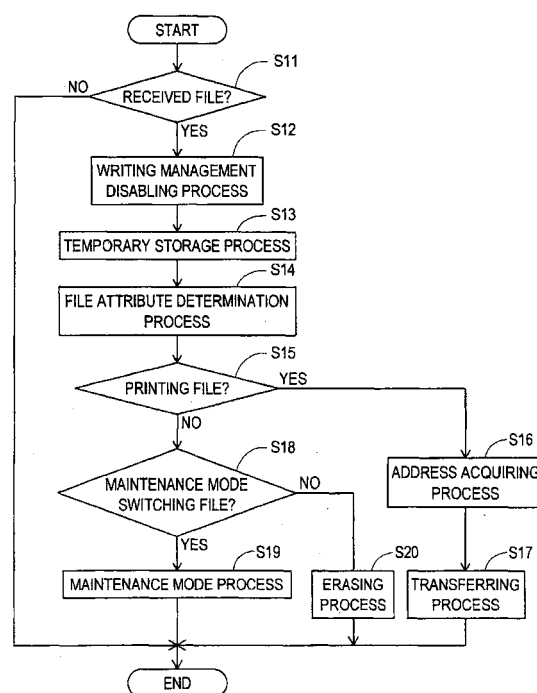 START
S11
NO
RECEIVED FILE?
YES
S12
WRITING MANAGEMENT
DISABLING PROCESS
S13
TEMPORARY STORAGE PROCESS
S14
FILE ATTRIBUTE DETERMINATION
PROCESS
S15
PRINTING FILE?
YES
NO
S16
ADDRESS ACQUIRING
PROCESS
S18
MAINTENANCE MODE
SWITCHING FILE?
NO
YES
S19
MAINTENANCE MODE PROCESS
S20
ERASING
PROCESS
S17
TRANSFERRING
PROCESS
END